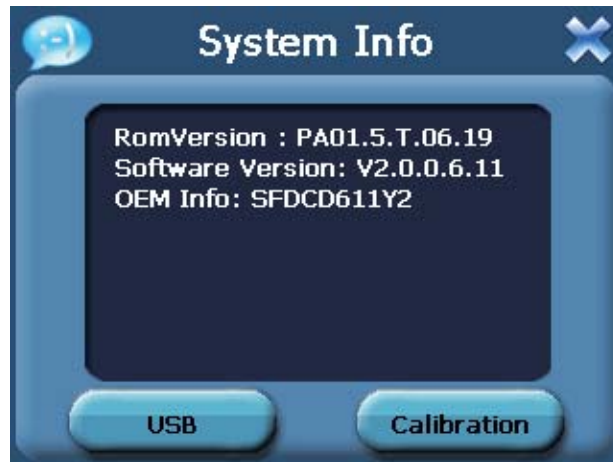 System Info
RomVersion : PA01.5.T.06.19
Software Version: V2.0.0.6.11
OEM Info: SFDCD611Y2
USB
Calibration